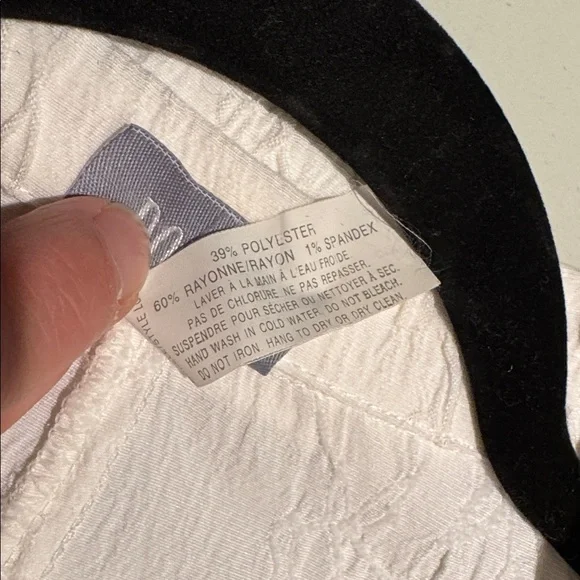 39% POLYESTER
60% RAYONNE/RAYON 1% SPANDEX
LAVER À LA MAIN À L'EAU FROIDE
PAS DE CHLORURE NE PAS REPASSER.
SUSPENDRE POUR SÉCHER OU NETTOYER À SEC.
HAND WASH IN COLD WATER. DO NOT BLEACH.
DO NOT IRON HANG TO DRY OR DRY CLEAN.
STYLE